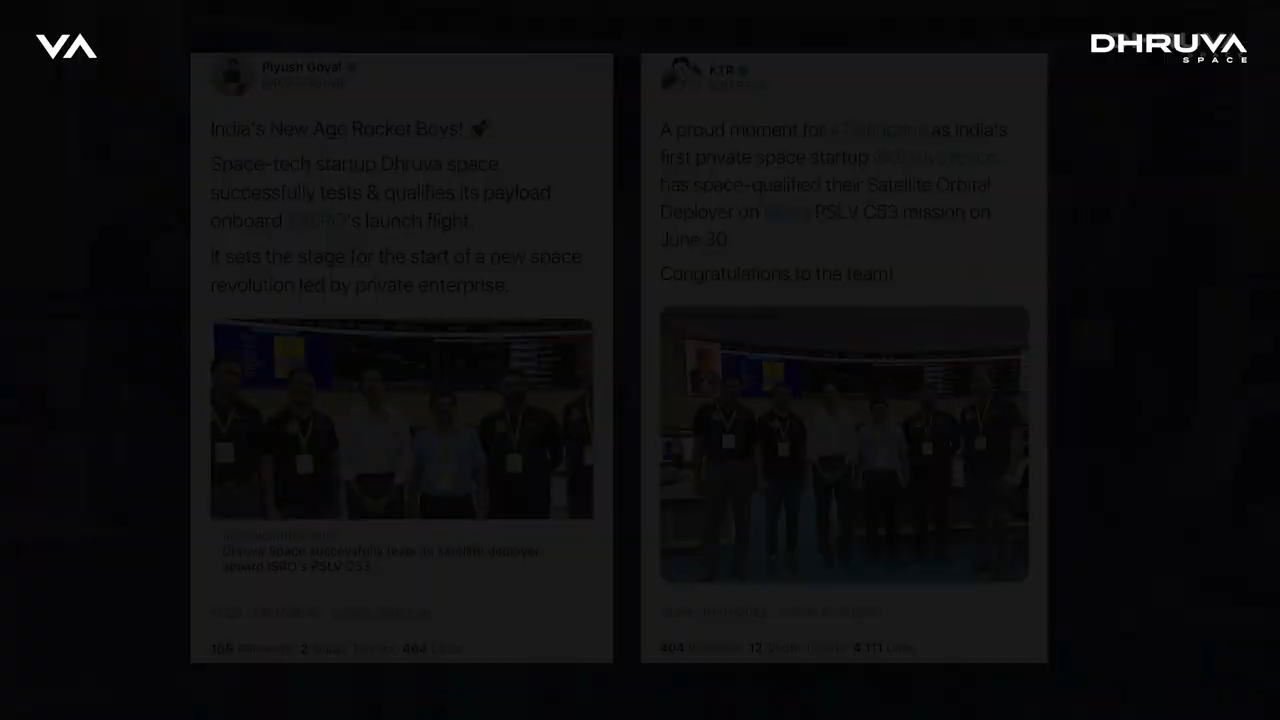 VA
DHRUVA
SPACE
Piyush Goyal
India's New Age Rocket Boys! 🚀
Space-tech startup Dhruva space
successfully tests & qualifies its payload
onboard @ISRO's launch flight.
It sets the stage for the start of a new space
revolution led by private enterprise.
Dhruva Space successfully tests its satellite deployer
aboard ISRO's PSLV C53
2 464
KTR
A proud moment for as India's
first private space startup
has space-qualified their Satellite Orbital
Deployer on PSLV C53 mission on
June 30.
Congratulations to the team!
404 12 4,111